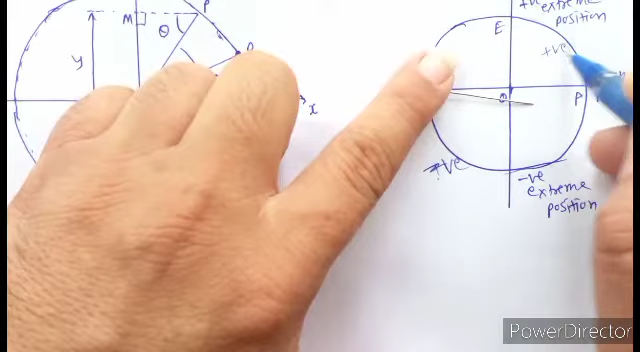 M
P
θ
y
x
+ve extreme
position
E
+ve
P
+ve
-ve
extreme
position
PowerDirector